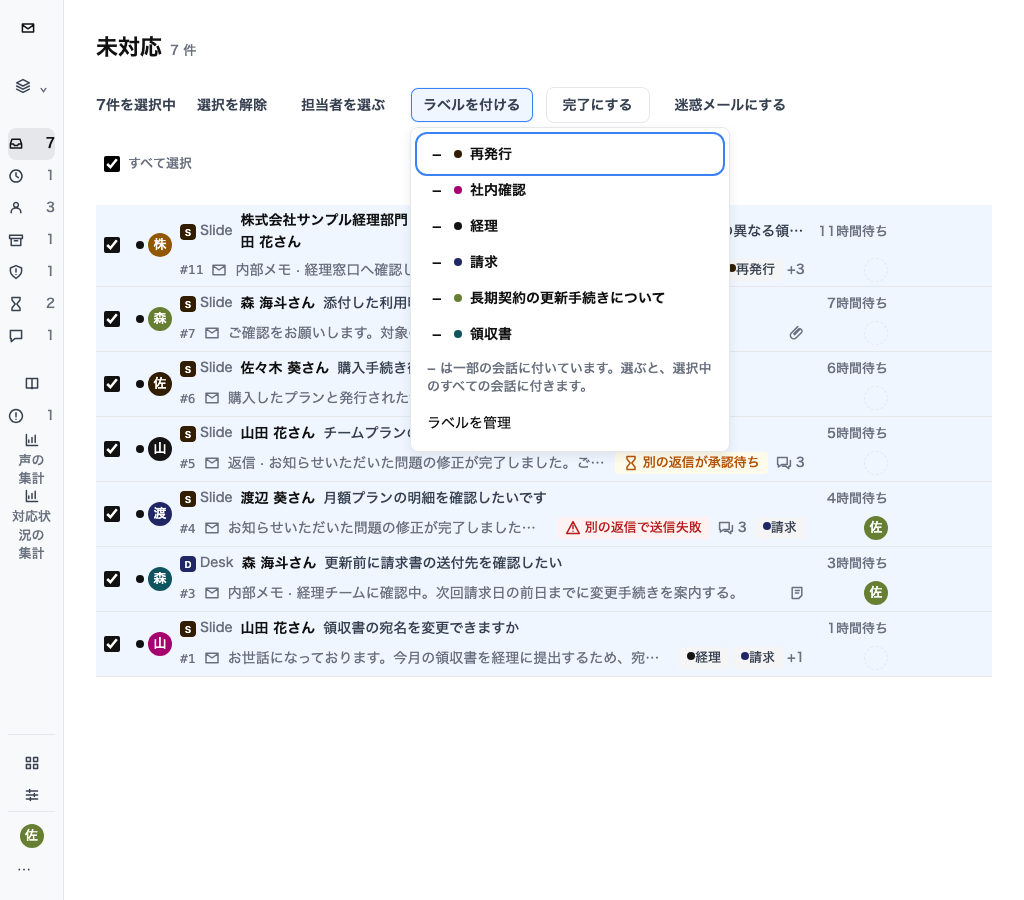 未対応 7 件
7件を選択中 選択を解除 担当者を選ぶ ラベルを付ける 完了にする 迷惑メールにする
すべて選択
– 再発行
– 社内確認
– 経理
– 請求
– 長期契約の更新手続きについて
– 領収書
– は一部の会話に付いています。選ぶと、選択中
のすべての会話に付きます。
ラベルを管理
7
1
3
1
1
2
1
1
声の
集計
対応状
況の
集計
佐
…
株 S Slide 株式会社サンプル経理部門
田 花さん
の異なる領… 11時間待ち
#11 内部メモ・経理窓口へ確認し
再発行 +3
森 S Slide 森 海斗さん 添付した利用 7時間待ち
#7 ご確認をお願いします。対象
佐 S Slide 佐々木 葵さん 購入手続き 6時間待ち
#6 購入したプランと発行された
山 S Slide 山田 花さん チームプラン 5時間待ち
#5 返信・お知らせいただいた問題の修正が完了しました。ご… 別の返信が承認待ち 3
渡 S Slide 渡辺 葵さん 月額プランの明細を確認したいです 4時間待ち
#4 お知らせいただいた問題の修正が完了しました… 別の返信で送信失敗 3 請求 佐
森 D Desk 森 海斗さん 更新前に請求書の送付先を確認したい 3時間待ち
#3 内部メモ・経理チームに確認中。次回請求日の前日までに変更手続きを案内する。 佐
山 S Slide 山田 花さん 領収書の宛名を変更できますか 1時間待ち
#1 お世話になっております。今月の領収書を経理に提出するため、宛… 経理 請求 +1